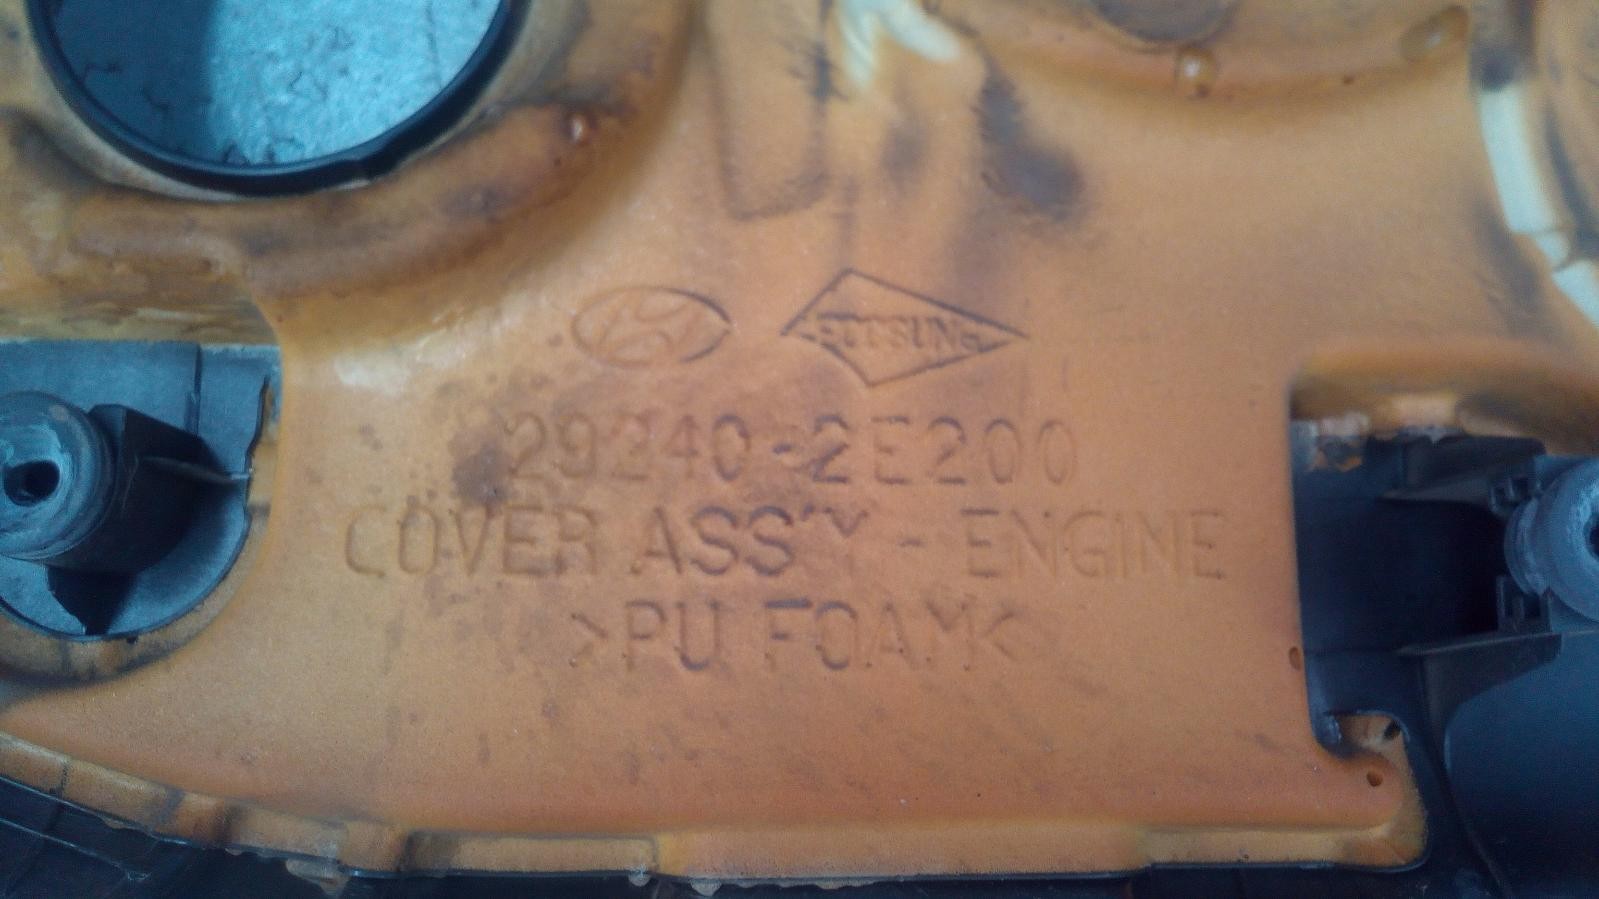 29240-2E200
COVER ASS'Y - ENGINE
>PU FOAM<